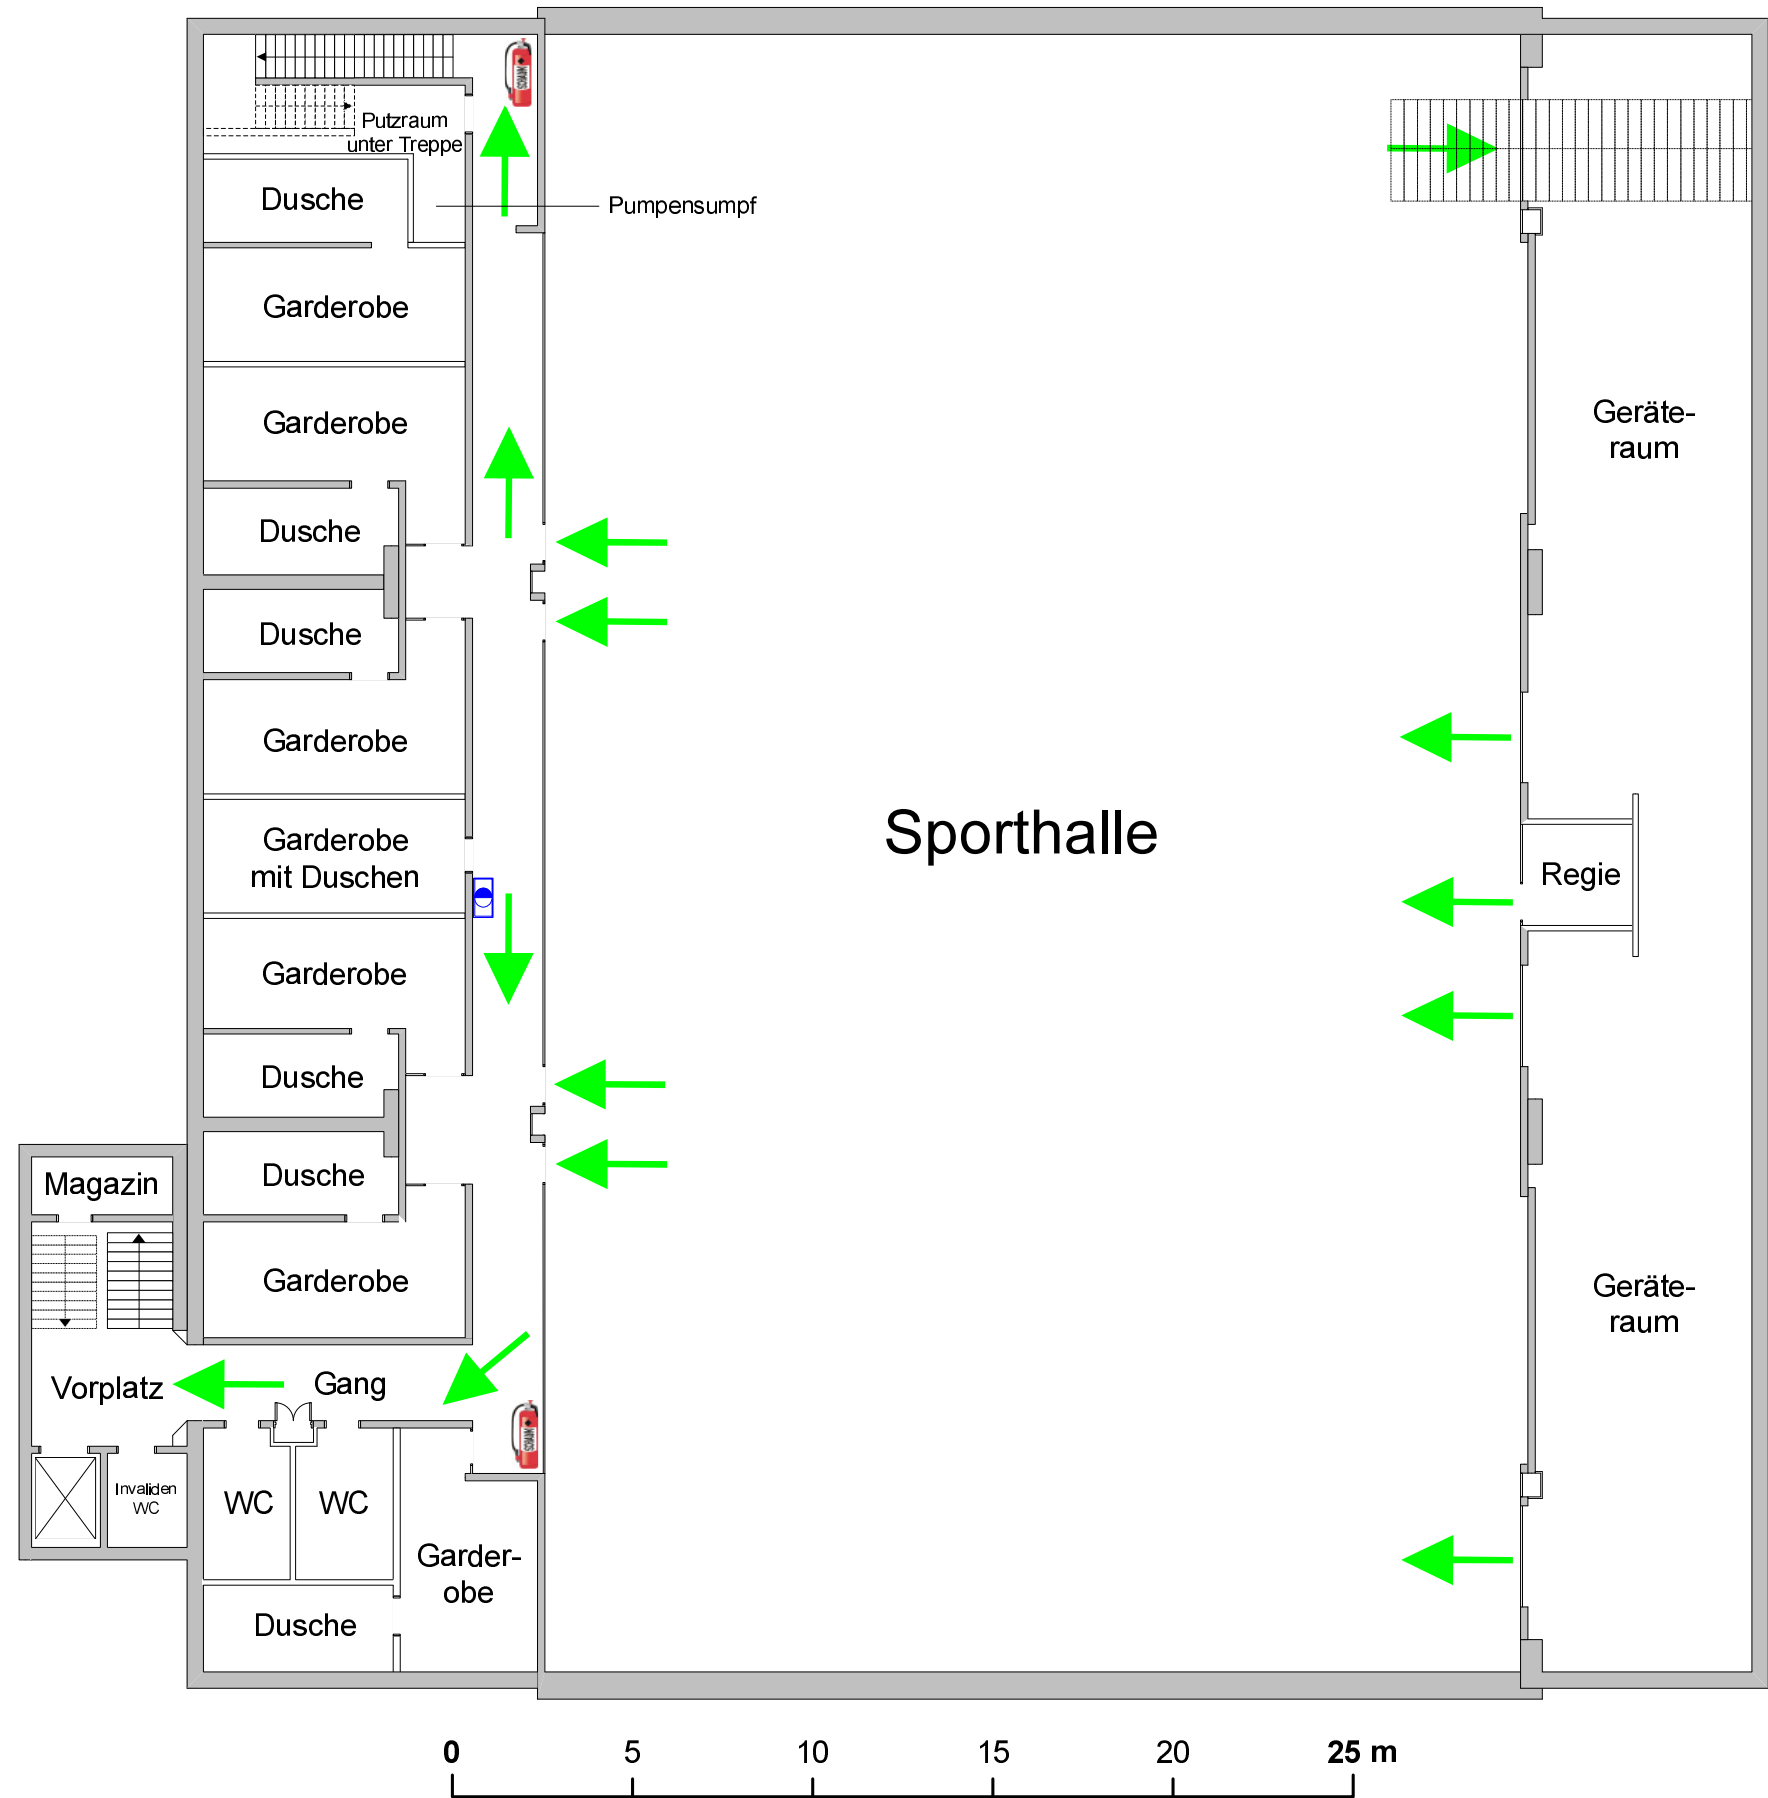 Putzraum
unter Treppe
Dusche
Pumpensumpf
Garderobe
Garderobe
Geräte-
raum
Dusche
Dusche
Garderobe
Sporthalle
Garderobe
mit Duschen
Regie
Garderobe
Dusche
Magazin
Dusche
Garderobe
Geräte-
raum
Vorplatz
Gang
Invaliden
WC
WC
WC
Garder-
obe
Dusche
0 5 10 15 20 25 m